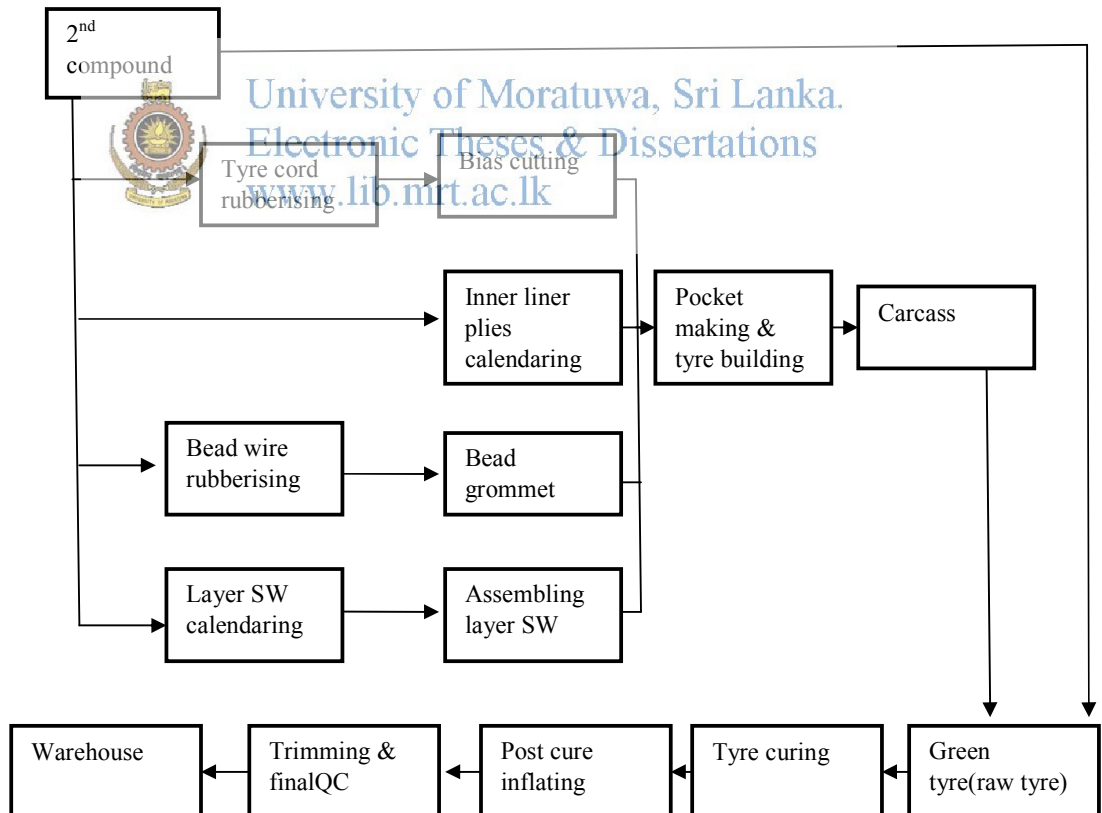 2nd
compound
University of Moratuwa, Sri Lanka.
Electronic Theses & Dissertations
www.lib.mrt.ac.lk
Tyre cord
rubberising
Bias cutting
Inner liner
plies
calendaring
Pocket
making &
tyre building
Carcass
Bead wire
rubberising
Bead
grommet
Layer SW
calendaring
Assembling
layer SW
Warehouse
Trimming &
finalQC
Post cure
inflating
Tyre curing
Green
tyre(raw tyre)